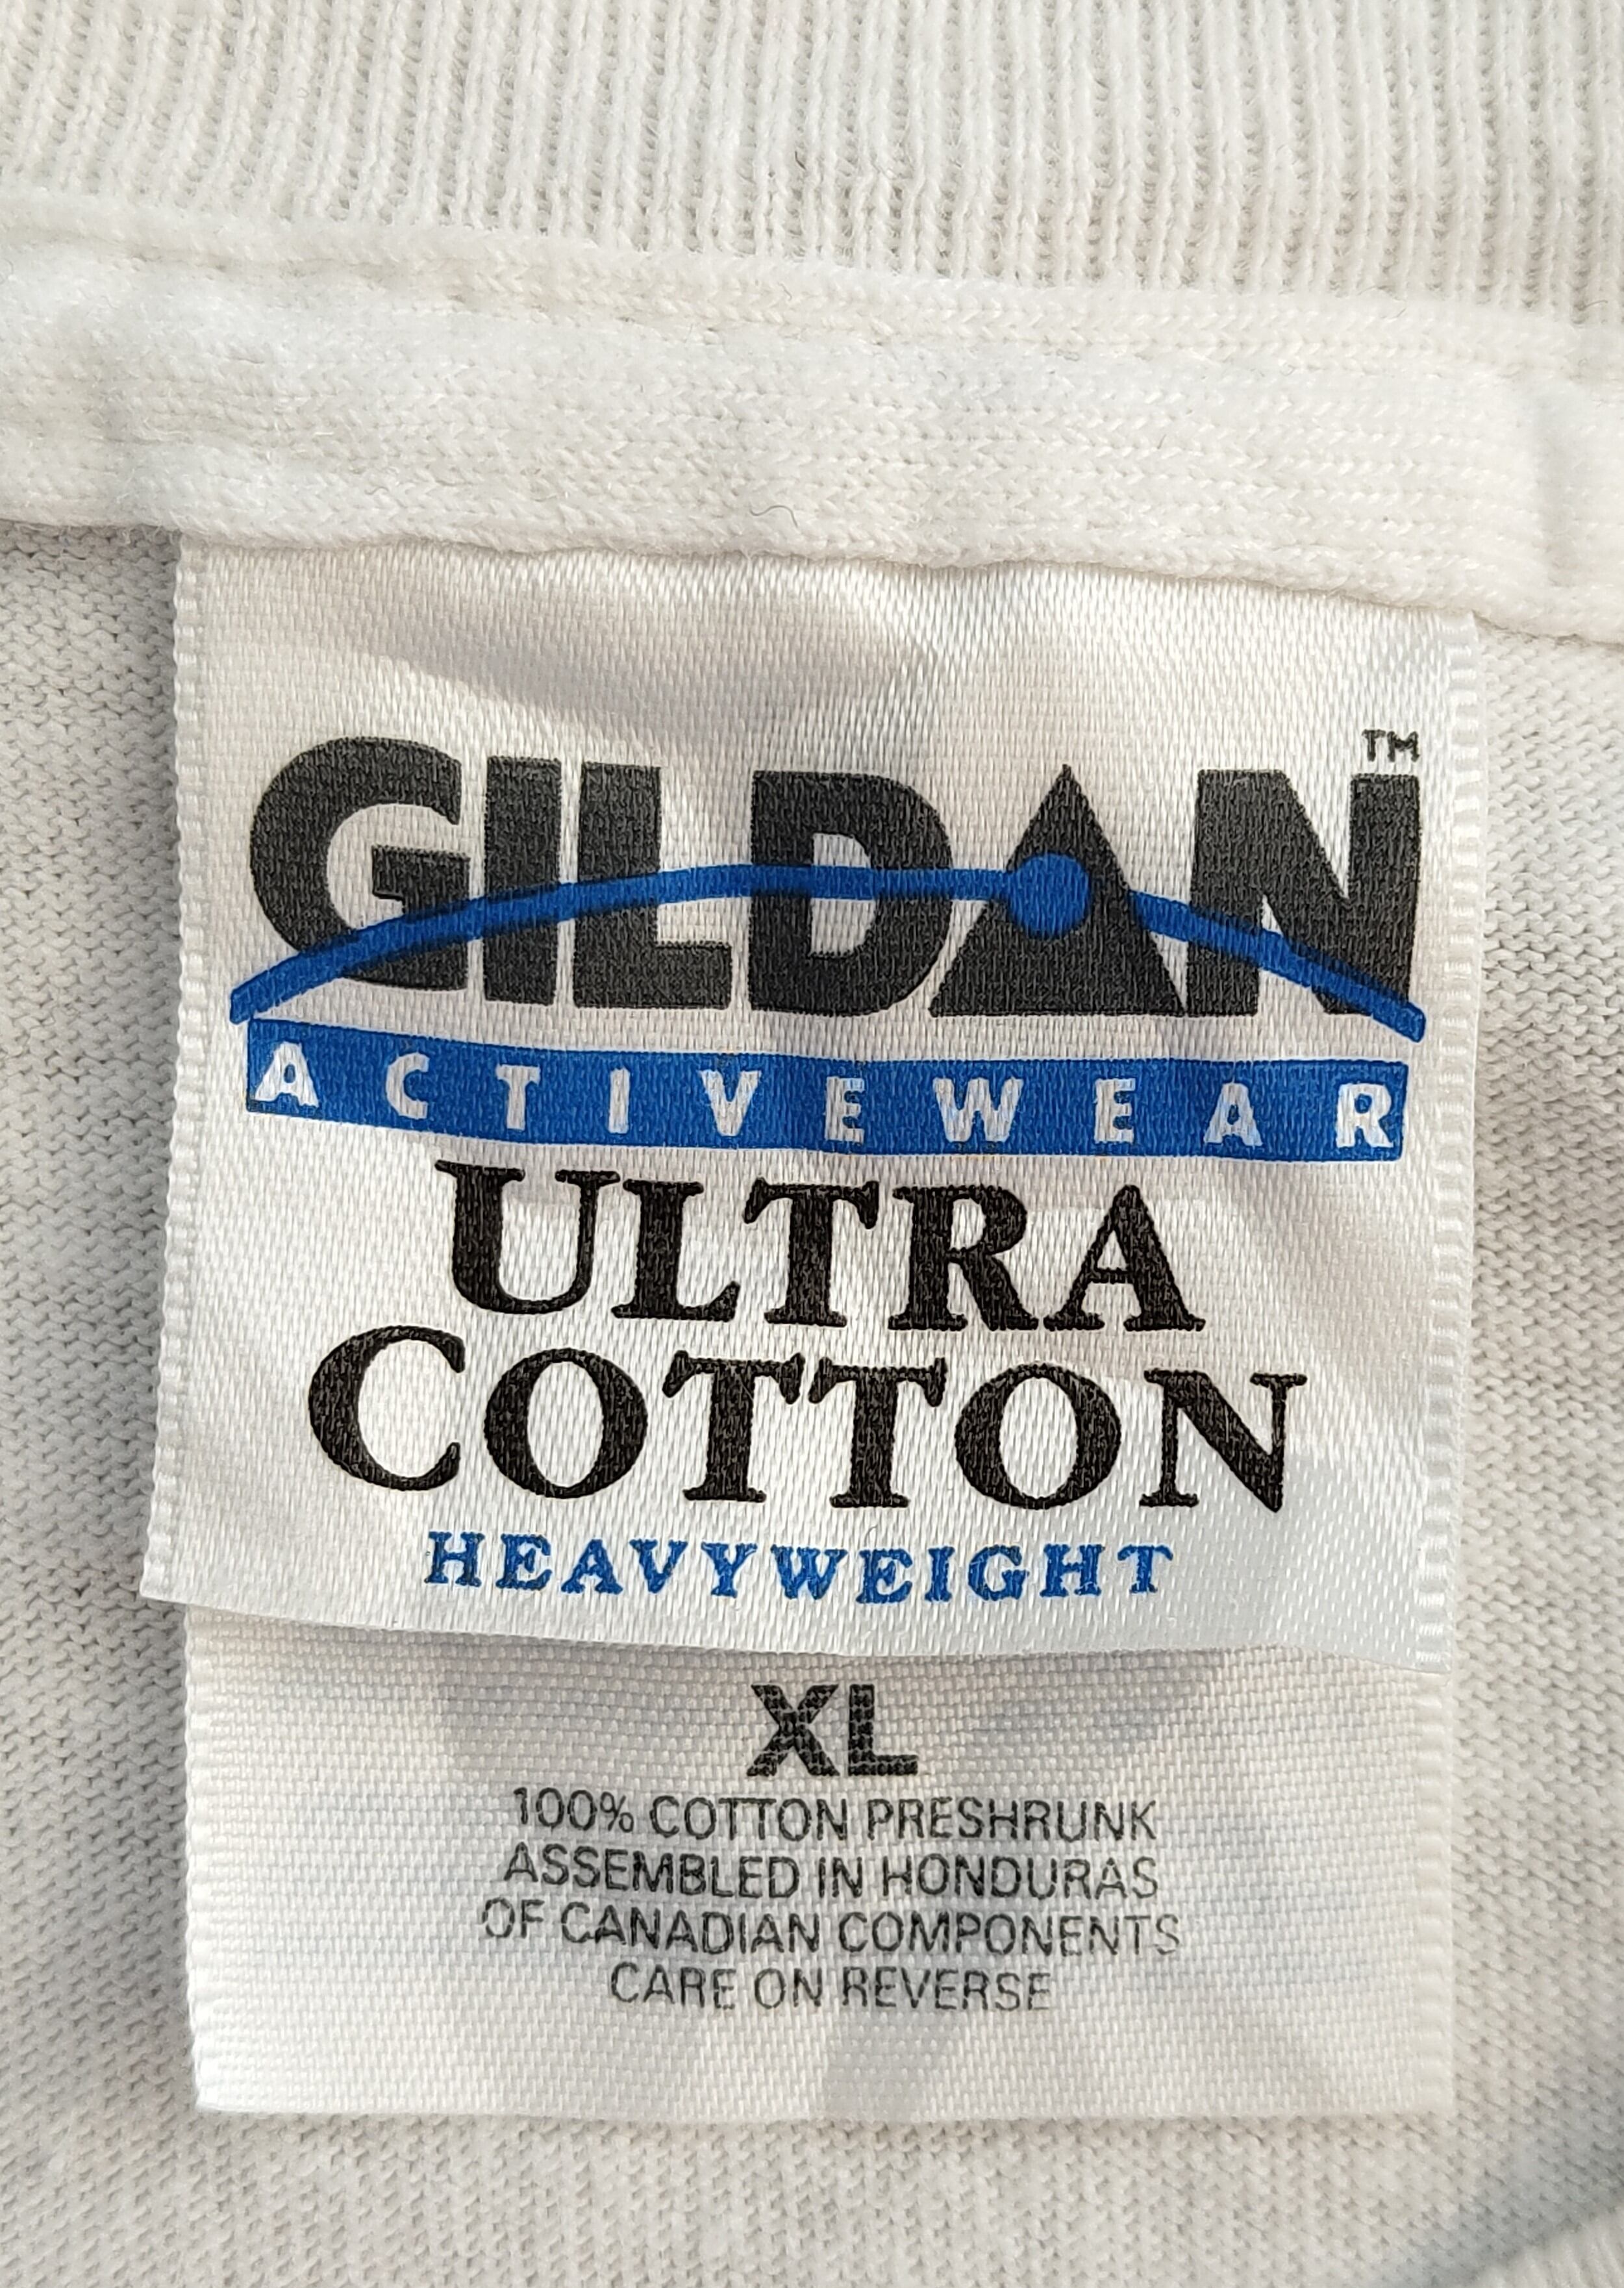 GILDAN™
ACTIVEWEAR
ULTRA
COTTON
HEAVYWEIGHT
XL
100% COTTON PRESHRUNK
ASSEMBLED IN HONDURAS
OF CANADIAN COMPONENTS
CARE ON REVERSE